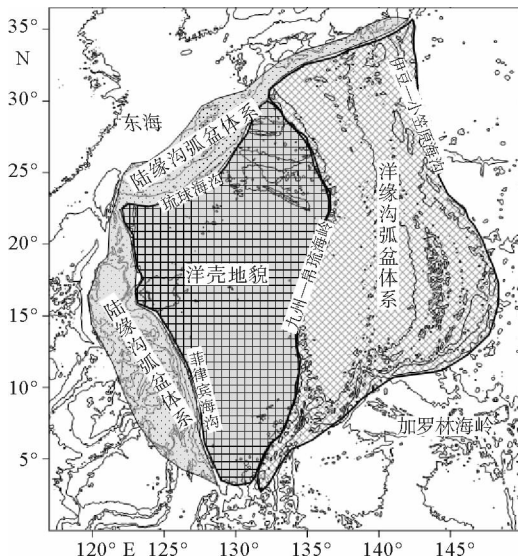 35°
N
30°
25°
20°
15°
10°
5°
东海
陆缘沟弧盆体系
琉球海沟
伊豆—小笠原海沟
洋缘沟弧盆体系
九州—帛琉海岭
洋壳地貌
陆缘沟弧盆体系
菲律宾海沟
加罗林海岭
120° E 125° 130° 135° 140° 145°